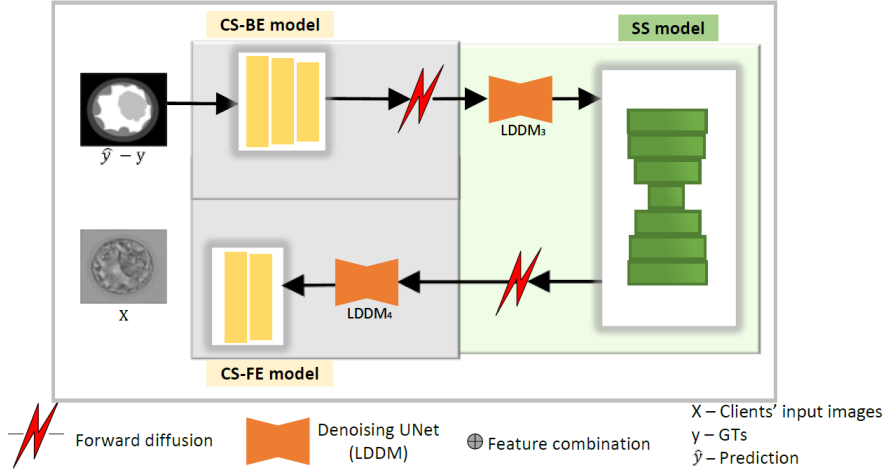 CS-BE model
SS model
ŷ – y
LDDM₃
X
LDDM₄
CS-FE model
Forward diffusion
Denoising UNet
(LDDM)
Feature combination
X – Clients' input images
y – GTs
ŷ – Prediction